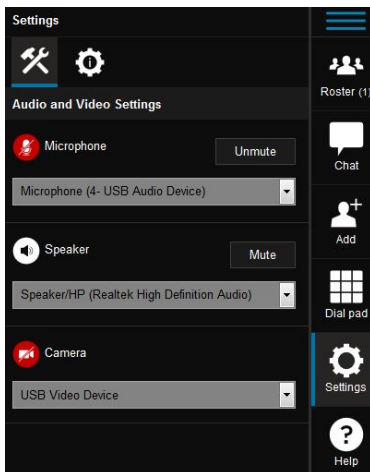 Settings
Audio and Video Settings
Microphone
Unmute
Microphone (4- USB Audio Device)
Speaker
Mute
Speaker/HP (Realtek High Definition Audio)
Camera
USB Video Device
Roster (1)
Chat
Add
Dial pad
Settings
?
Help